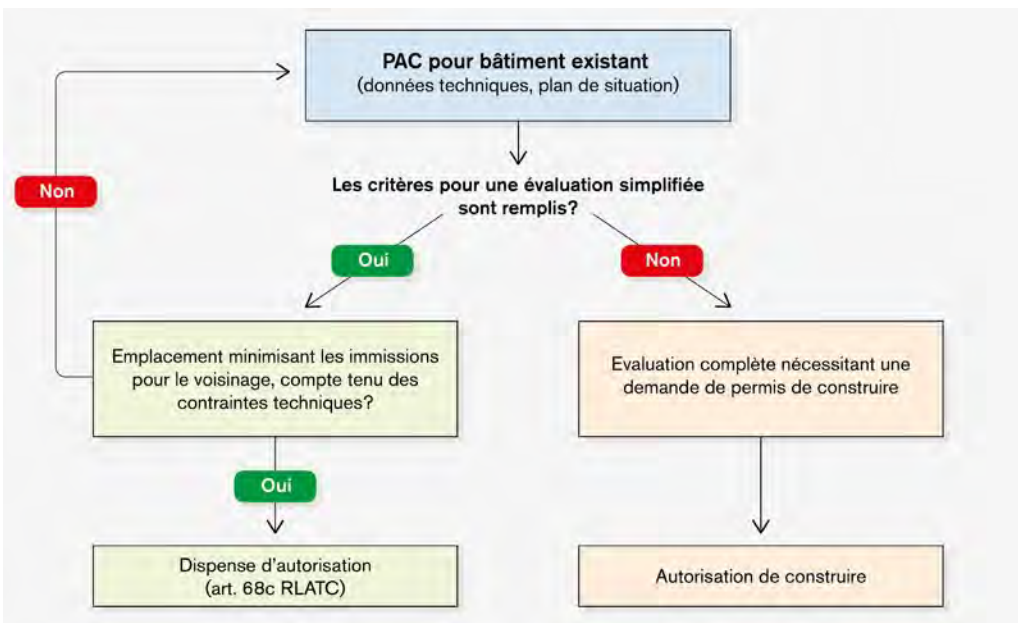 PAC pour bâtiment existant
(données techniques, plan de situation)
Non
Les critères pour une évaluation simplifiée
sont remplis?
Oui
Non
Emplacement minimisant les immissions
pour le voisinage, compte tenu des
contraintes techniques?
Evaluation complète nécessitant une
demande de permis de construire
Oui
Dispense d'autorisation
(art. 68c RLATC)
Autorisation de construire